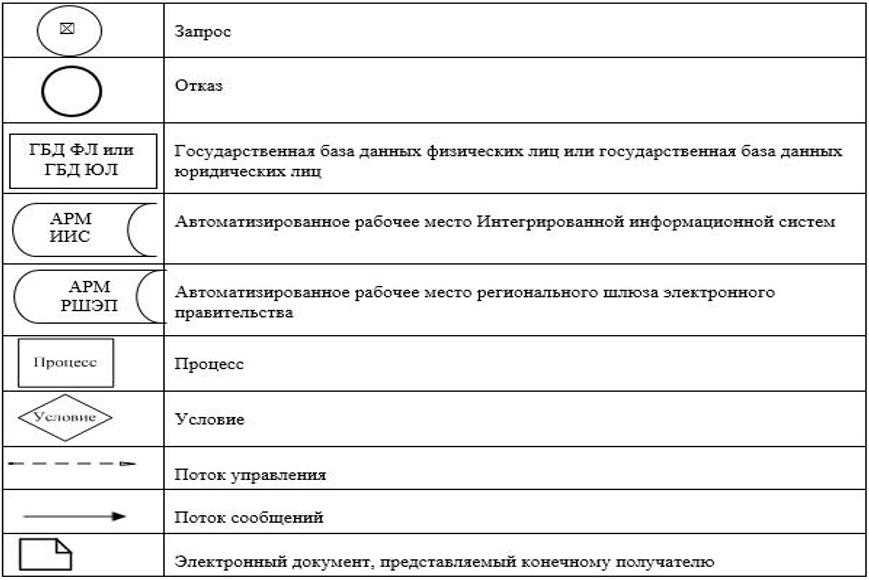 Запрос
Отказ
ГБД ФЛ или
ГБД ЮЛ
Государственная база данных физических лиц или государственная база данных
юридических лиц
АРМ
ИИС
Автоматизированное рабочее место Интегрированной информационной систем
АРМ
РШЭП
Автоматизированное рабочее место регионального шлюза электронного
правительства
Процесс
Процесс
Условие
Условие
Поток управления
Поток сообщений
Электронный документ, представляемый конечному получателю